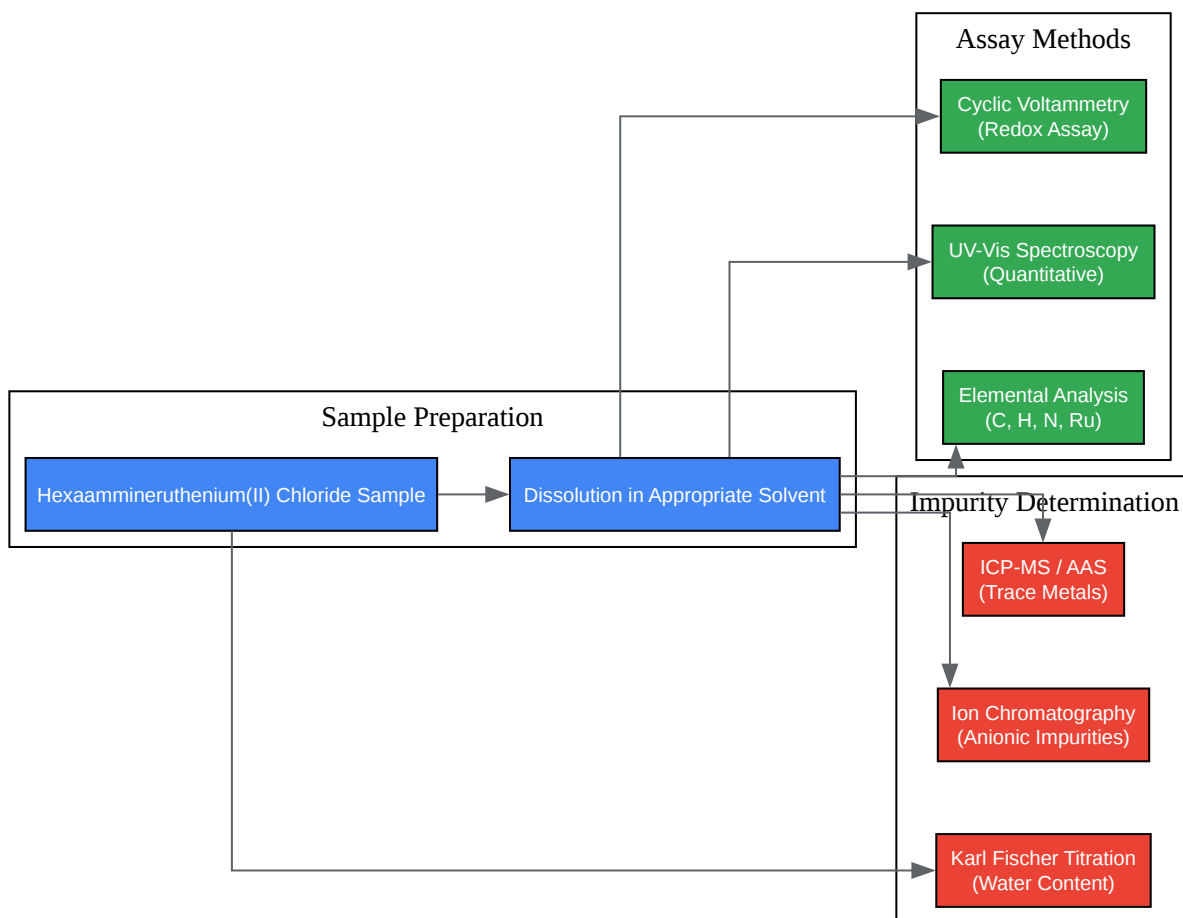 Assay Methods
Cyclic Voltammetry
(Redox Assay)
UV-Vis Spectroscopy
(Quantitative)
Elemental Analysis
(C, H, N, Ru)
Sample Preparation
Hexaammineruthenium(II) Chloride Sample
Dissolution in Appropriate Solvent
Impurity Determination
ICP-MS / AAS
(Trace Metals)
Ion Chromatography
(Anionic Impurities)
Karl Fischer Titration
(Water Content)